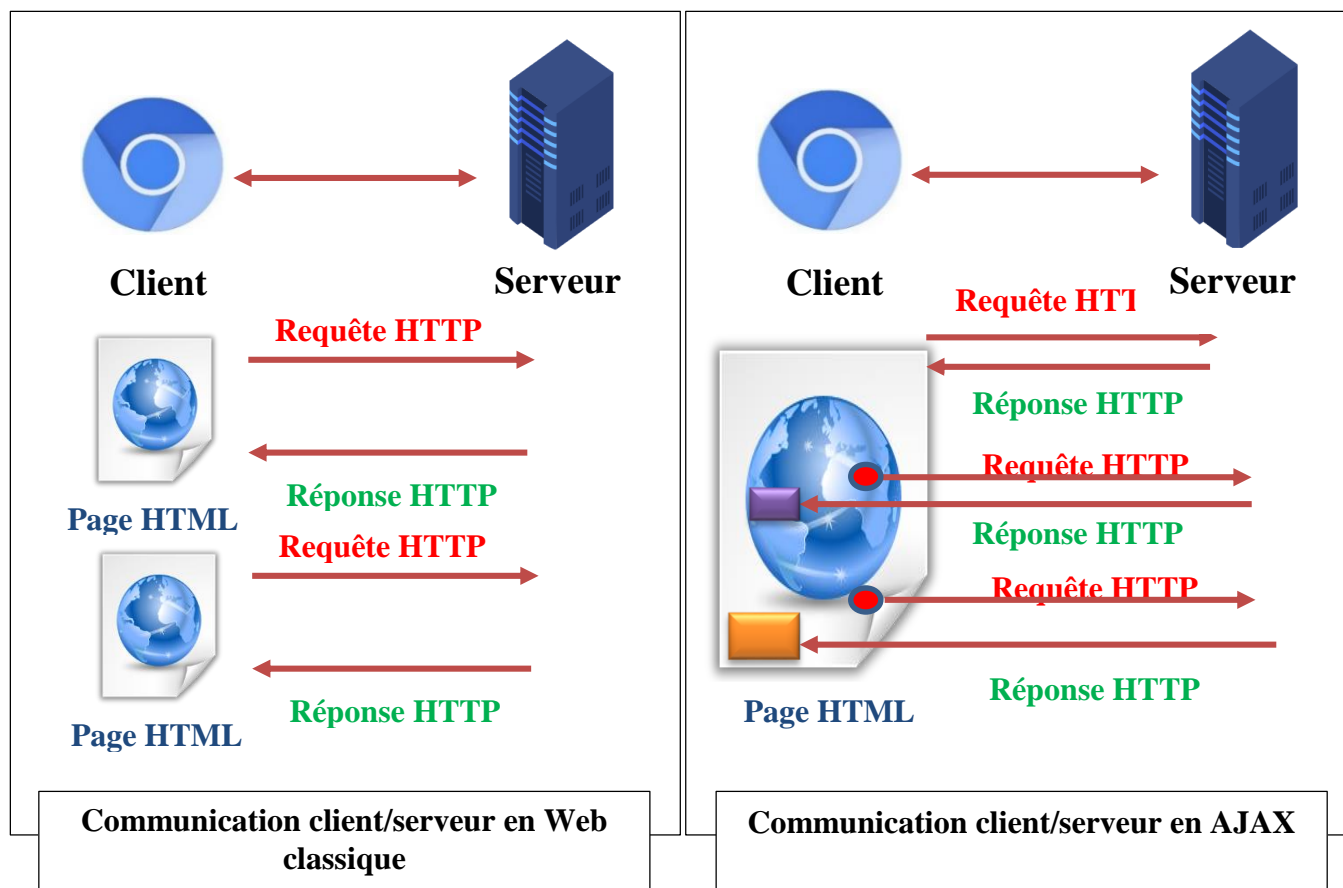 Client
Serveur
Requête HTTP
Réponse HTTP
Page HTML
Requête HTTP
Réponse HTTP
Page HTML
Communication client/serveur en Web
classique
Client
Serveur
Requête HTT
Réponse HTTP
Requête HTTP
Réponse HTTP
Requête HTTP
Réponse HTTP
Page HTML
Communication client/serveur en AJAX